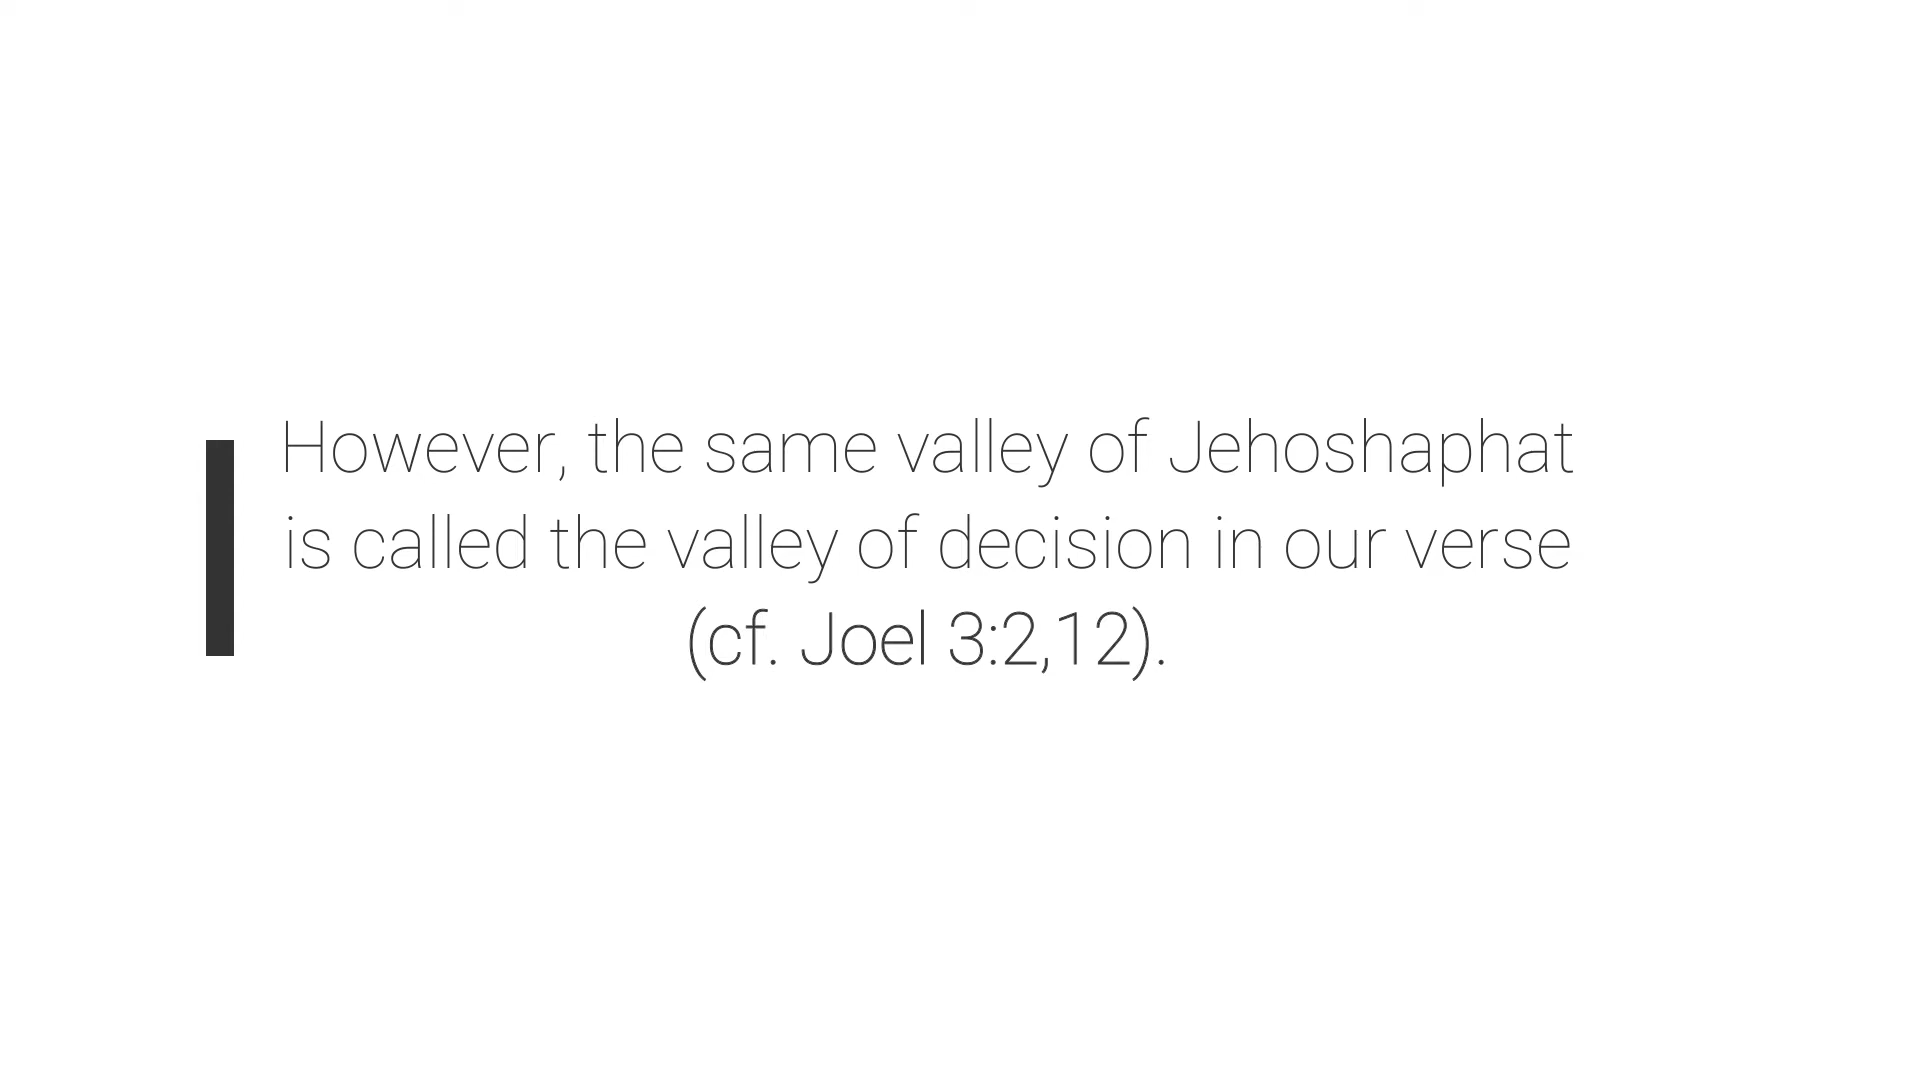 However, the same valley of Jehoshaphat
is called the valley of decision in our verse
(cf. Joel 3:2,12).